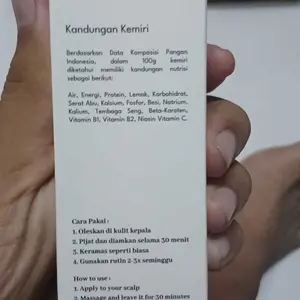 Kandungan Kemiri
Berdasarkan Data Komposisi Pangan
Indonesia, dalam 100g kemiri
diketahui memiliki kandungan nutrisi
sebagai berikut:
Air, Energi, Protein, Lemak, Karbohidrat,
Serat Abu, Kalsium, Fosfor, Besi, Natrium.
Kalium, Tembaga Seng, Beta-Karoten,
Vitamin B1, Vitamin B2, Niasin Vitamin C.
Cara Pakai :
1. Oleskan di kulit kepala
2. Pijat dan diamkan selama 30 menit
3. Keramas seperti biasa
4. Gunakan rutin 2-3x seminggu
How to use :
1. Apply to your scalp
2. Massage and leave it for 30 minutes